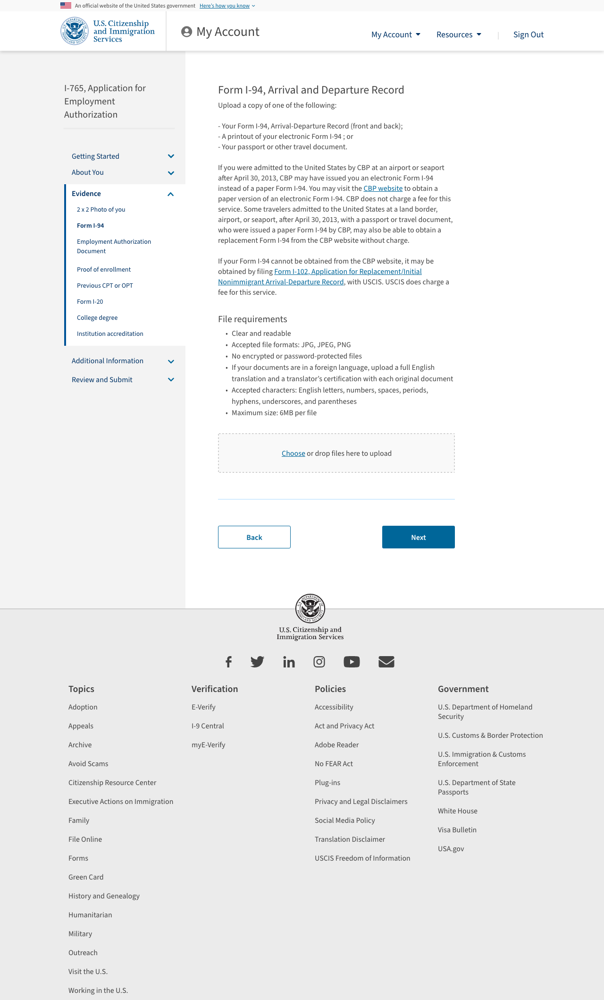 An official website of the United States government Here's how you know
U.S. Citizenship
and Immigration
Services
My Account
My Account
Resources
Sign Out
I-765, Application for
Employment
Authorization
Getting Started
About You
Evidence
2 x 2 Photo of you
Form I-94
Employment Authorization
Document
Proof of enrollment
Previous CPT or OPT
Form I-20
College degree
Institution accreditation
Additional Information
Review and Submit
Form I-94, Arrival and Departure Record
Upload a copy of one of the following:
- Your Form I-94, Arrival-Departure Record (front and back);
- A printout of your electronic Form I-94 ; or
- Your passport or other travel document.
If you were admitted to the United States by CBP at an airport or seaport
after April 30, 2013, CBP may have issued you an electronic Form I-94
instead of a paper Form I-94. You may visit the CBP website to obtain a
paper version of an electronic Form I-94. CBP does not charge a fee for this
service. Some travelers admitted to the United States at a land border,
airport, or seaport, after April 30, 2013, with a passport or travel document,
who were issued a paper Form I-94 by CBP, may also be able to obtain a
replacement Form I-94 from the CBP website without charge.
If your Form I-94 cannot be obtained from the CBP website, it may be
obtained by filing Form I-102, Application for Replacement/Initial
Nonimmigrant Arrival-Departure Record, with USCIS. USCIS does charge a
fee for this service.
File requirements
• Clear and readable
• Accepted file formats: JPG, JPEG, PNG
• No encrypted or password-protected files
• If your documents are in a foreign language, upload a full English
translation and a translator’s certification with each original document
• Accepted characters: English letters, numbers, spaces, periods,
hyphens, underscores, and parentheses
• Maximum size: 6MB per file
Choose or drop files here to upload
Back
Next
U.S. DEPARTMENT OF HOMELAND SECURITY
U.S. Citizenship and
Immigration Services
Topics
Adoption
Appeals
Archive
Avoid Scams
Citizenship Resource Center
Executive Actions on Immigration
Family
File Online
Forms
Green Card
History and Genealogy
Humanitarian
Military
Outreach
Visit the U.S.
Working in the U.S.
Verification
E-Verify
I-9 Central
myE-Verify
Policies
Accessibility
Act and Privacy Act
Adobe Reader
No FEAR Act
Plug-ins
Privacy and Legal Disclaimers
Social Media Policy
Translation Disclaimer
USCIS Freedom of Information
Government
U.S. Department of Homeland
Security
U.S. Customs & Border Protection
U.S. Immigration & Customs
Enforcement
U.S. Department of State
Passports
White House
Visa Bulletin
USA.gov